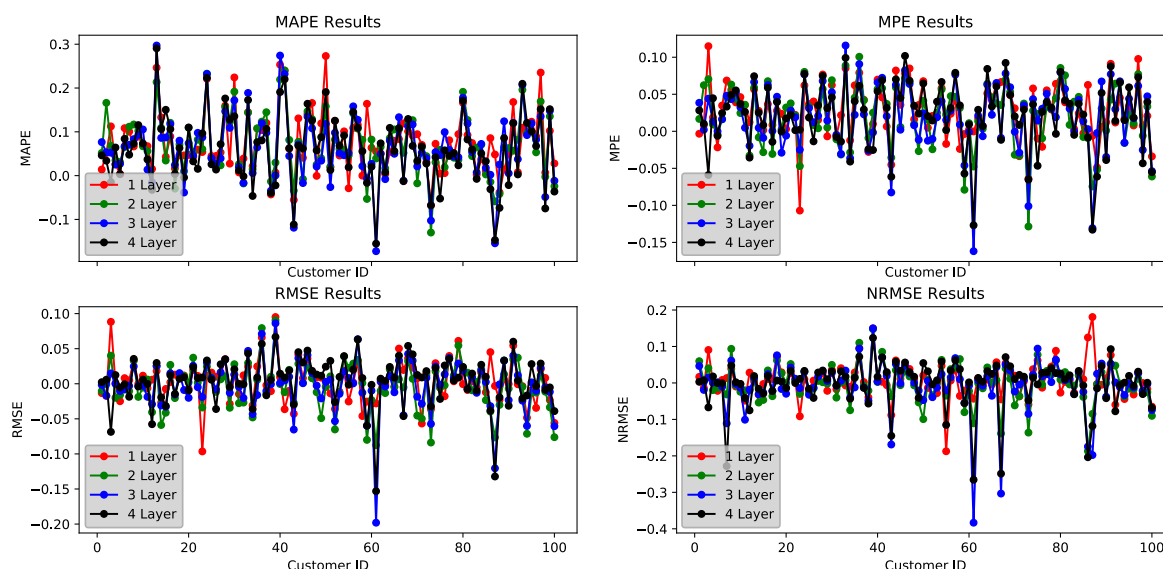 MAPE Results
MAPE
0.3
0.2
0.1
0.0
−0.1
1 Layer
2 Layer
3 Layer
4 Layer
Customer ID
MPE Results
MPE
0.10
0.05
0.00
−0.05
−0.10
−0.15
1 Layer
2 Layer
3 Layer
4 Layer
Customer ID
RMSE Results
RMSE
0.10
0.05
0.00
−0.05
−0.10
−0.15
−0.20
1 Layer
2 Layer
3 Layer
4 Layer
0 20 40 60 80 100
Customer ID
NRMSE Results
NRMSE
0.2
0.1
0.0
−0.1
−0.2
−0.3
−0.4
1 Layer
2 Layer
3 Layer
4 Layer
0 20 40 60 80 100
Customer ID